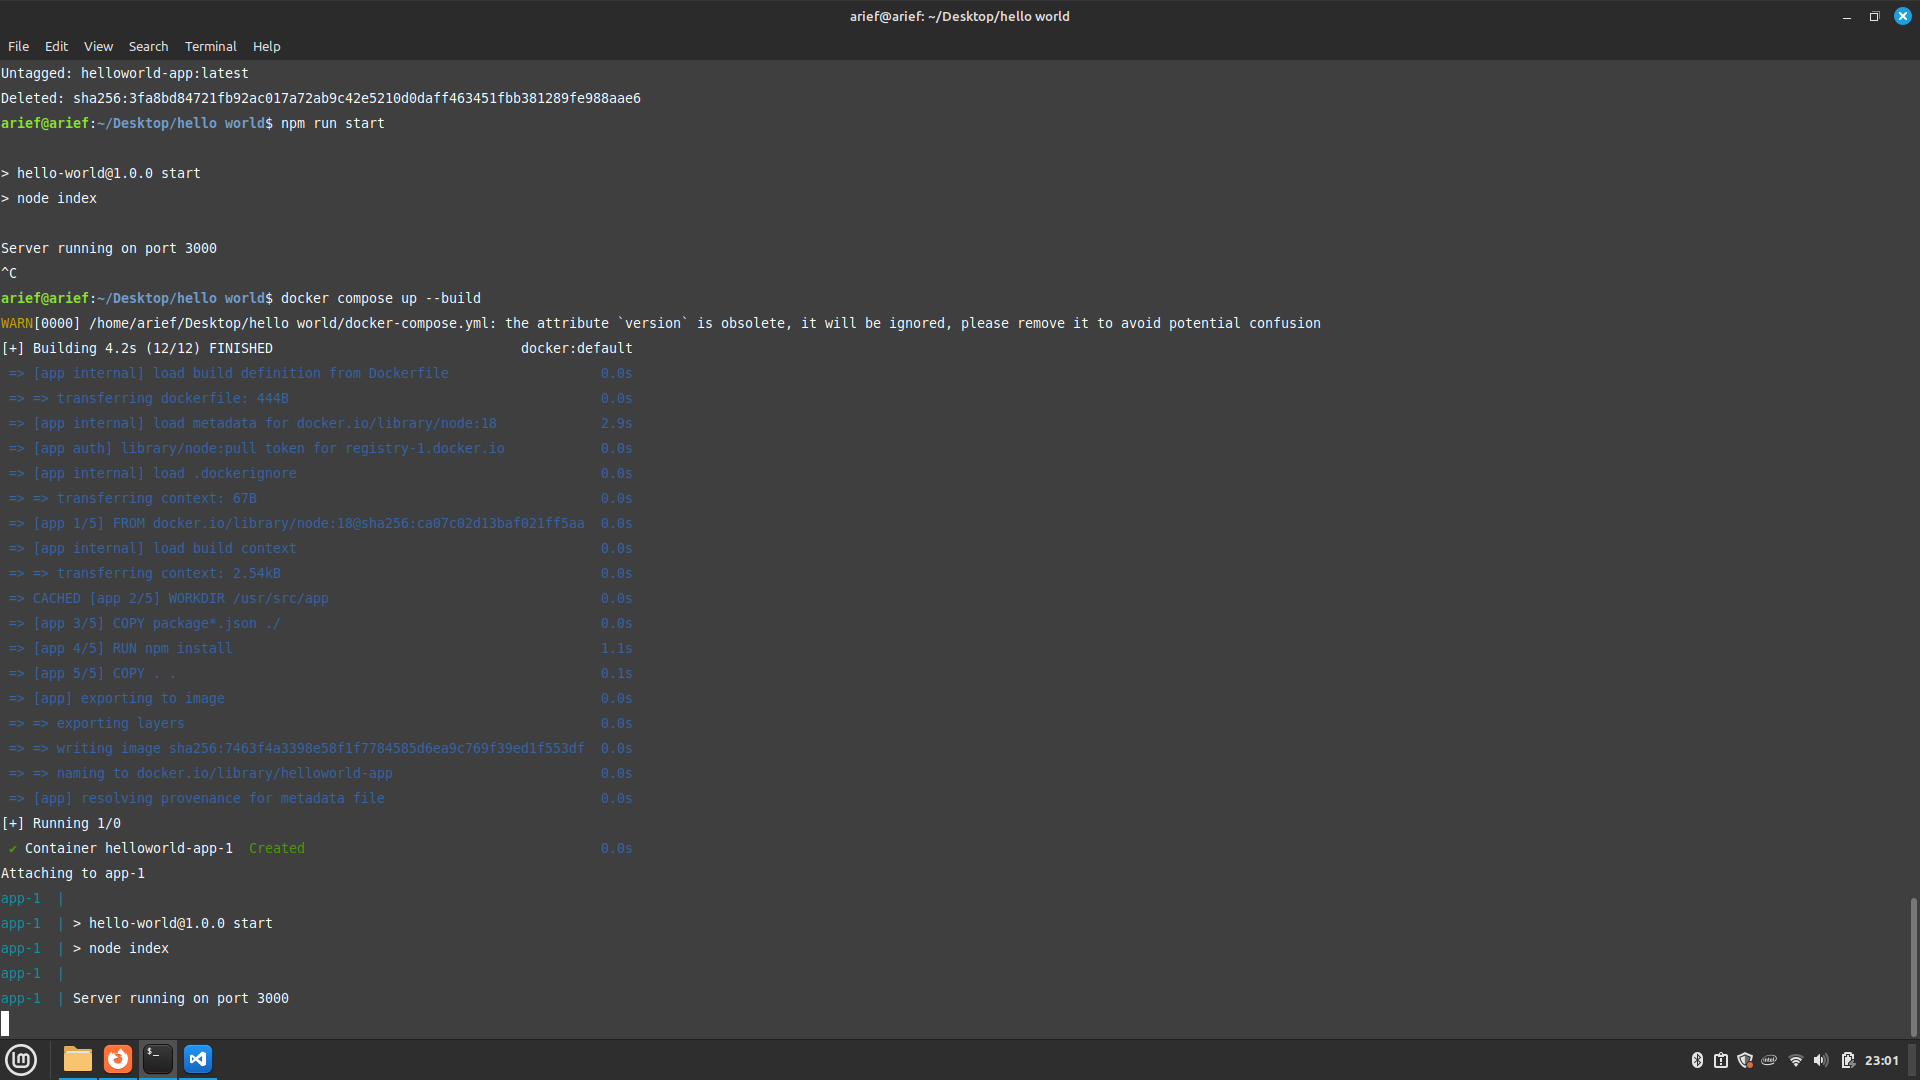 arief@arief: ~/Desktop/hello world
File Edit View Search Terminal Help
Untagged: helloworld-app:latest
Deleted: sha256:3fa8bd84721fb92ac017a72ab9c42e5210d0daff463451fbb381289fe988aae6
arief@arief:~/Desktop/hello world$ npm run start
> hello-world@1.0.0 start
> node index
Server running on port 3000
^C
arief@arief:~/Desktop/hello world$ docker compose up --build
WARN[0000] /home/arief/Desktop/hello world/docker-compose.yml: the attribute `version` is obsolete, it will be ignored, please remove it to avoid potential confusion
[+] Building 4.2s (12/12) FINISHED docker:default
=> [app internal] load build definition from Dockerfile 0.0s
=> => transferring dockerfile: 444B 0.0s
=> [app internal] load metadata for docker.io/library/node:18 2.9s
=> [app auth] library/node:pull token for registry-1.docker.io 0.0s
=> [app internal] load .dockerignore 0.0s
=> => transferring context: 67B 0.0s
=> [app 1/5] FROM docker.io/library/node:18@sha256:ca07c02d13baf021ff5aa 0.0s
=> [app internal] load build context 0.0s
=> => transferring context: 2.54kB 0.0s
=> CACHED [app 2/5] WORKDIR /usr/src/app 0.0s
=> [app 3/5] COPY package*.json ./ 0.0s
=> [app 4/5] RUN npm install 1.1s
=> [app 5/5] COPY . . 0.1s
=> [app] exporting to image 0.0s
=> => exporting layers 0.0s
=> => writing image sha256:7463f4a3398e58f1f7784585d6ea9c769f39ed1f553df 0.0s
=> => naming to docker.io/library/helloworld-app 0.0s
=> [app] resolving provenance for metadata file 0.0s
[+] Running 1/0
✔ Container helloworld-app-1 Created 0.0s
Attaching to app-1
app-1 |
app-1 | > hello-world@1.0.0 start
app-1 | > node index
app-1 |
app-1 | Server running on port 3000
23:01